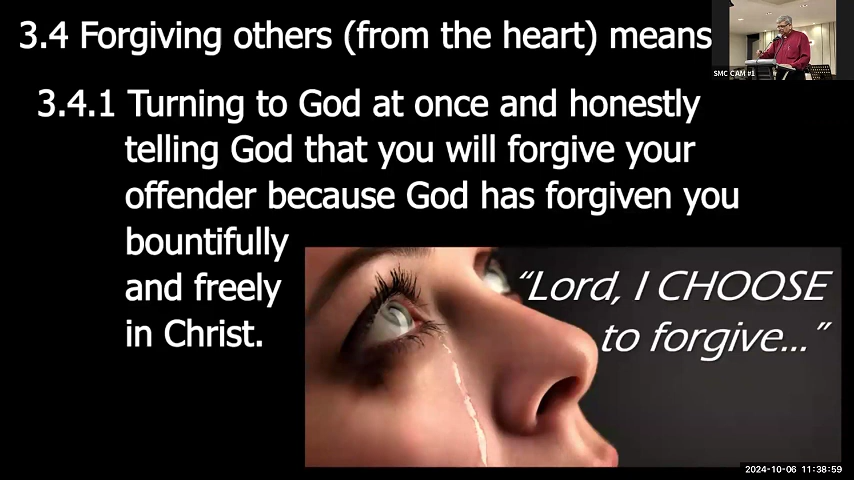 3.4 Forgiving others (from the heart) means
SMC CAM #1
3.4.1 Turning to God at once and honestly
telling God that you will forgive your
offender because God has forgiven you
bountifully
and freely
in Christ.
“Lord, I CHOOSE
to forgive...”
2024-10-06 11:38:59